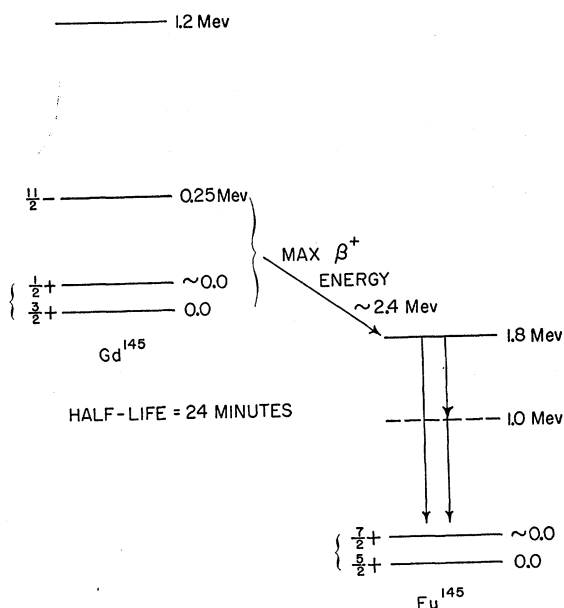 1.2 Mev
11/2 - 0.25 Mev
MAX β⁺
ENERGY
~2.4 Mev
1/2 + ~0.0
3/2 + 0.0
Gd¹⁴⁵
1.8 Mev
HALF-LIFE = 24 MINUTES
1.0 Mev
7/2 + ~0.0
5/2 + 0.0
Eu¹⁴⁵